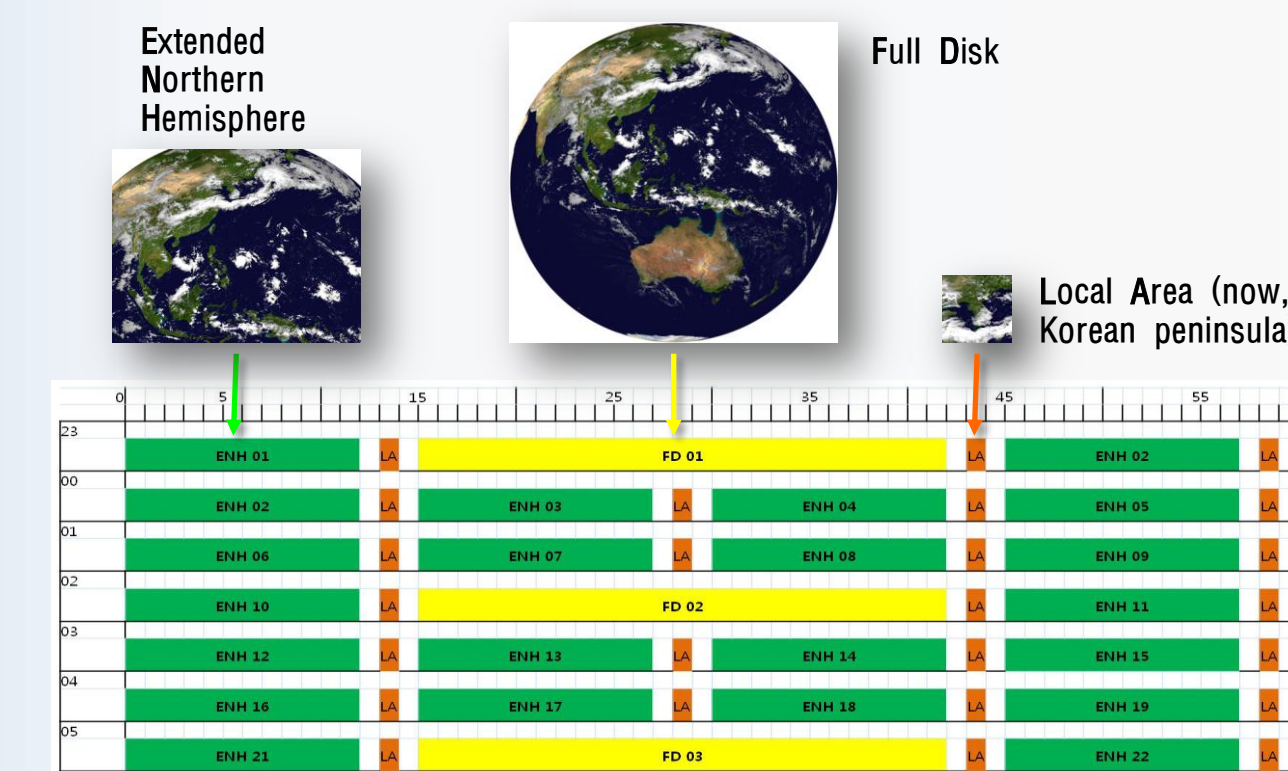 Extended
Northern
Hemisphere
Full Disk
Local Area (now,
Korean peninsula
0 5 15 25 35 45 55
23
ENH 01 LA FD 01 LA ENH 02 LA
00
ENH 02 LA ENH 03 LA ENH 04 LA ENH 05 LA
01
ENH 06 LA ENH 07 LA ENH 08 LA ENH 09 LA
02
ENH 10 LA FD 02 LA ENH 11 LA
03
ENH 12 LA ENH 13 LA ENH 14 LA ENH 15 LA
04
ENH 16 LA ENH 17 LA ENH 18 LA ENH 19 LA
05
ENH 21 LA FD 03 LA ENH 22 LA